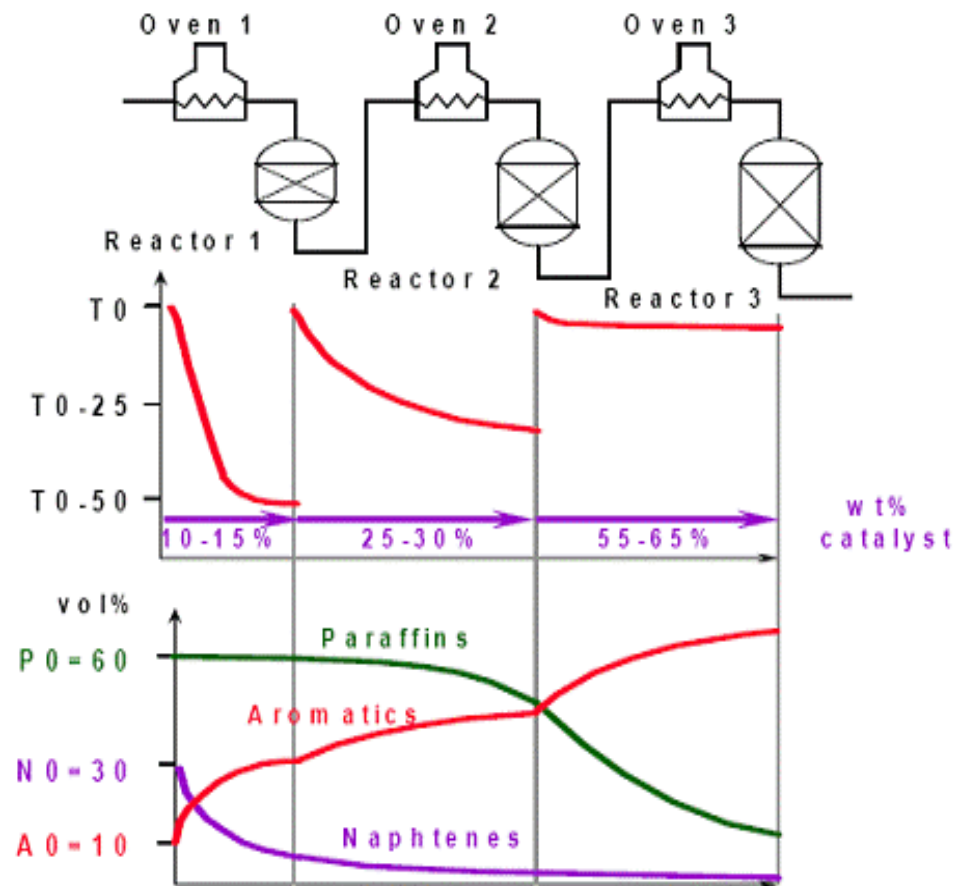 Oven 1 Oven 2 Oven 3
Reactor 1
Reactor 2
Reactor 3
T0
T0-25
T0-50
10-15% 25-30% 55-65%
wt%
catalyst
vol%
Paraffins
P0=60
Aromatics
N0=30
Naphtenes
A0=10